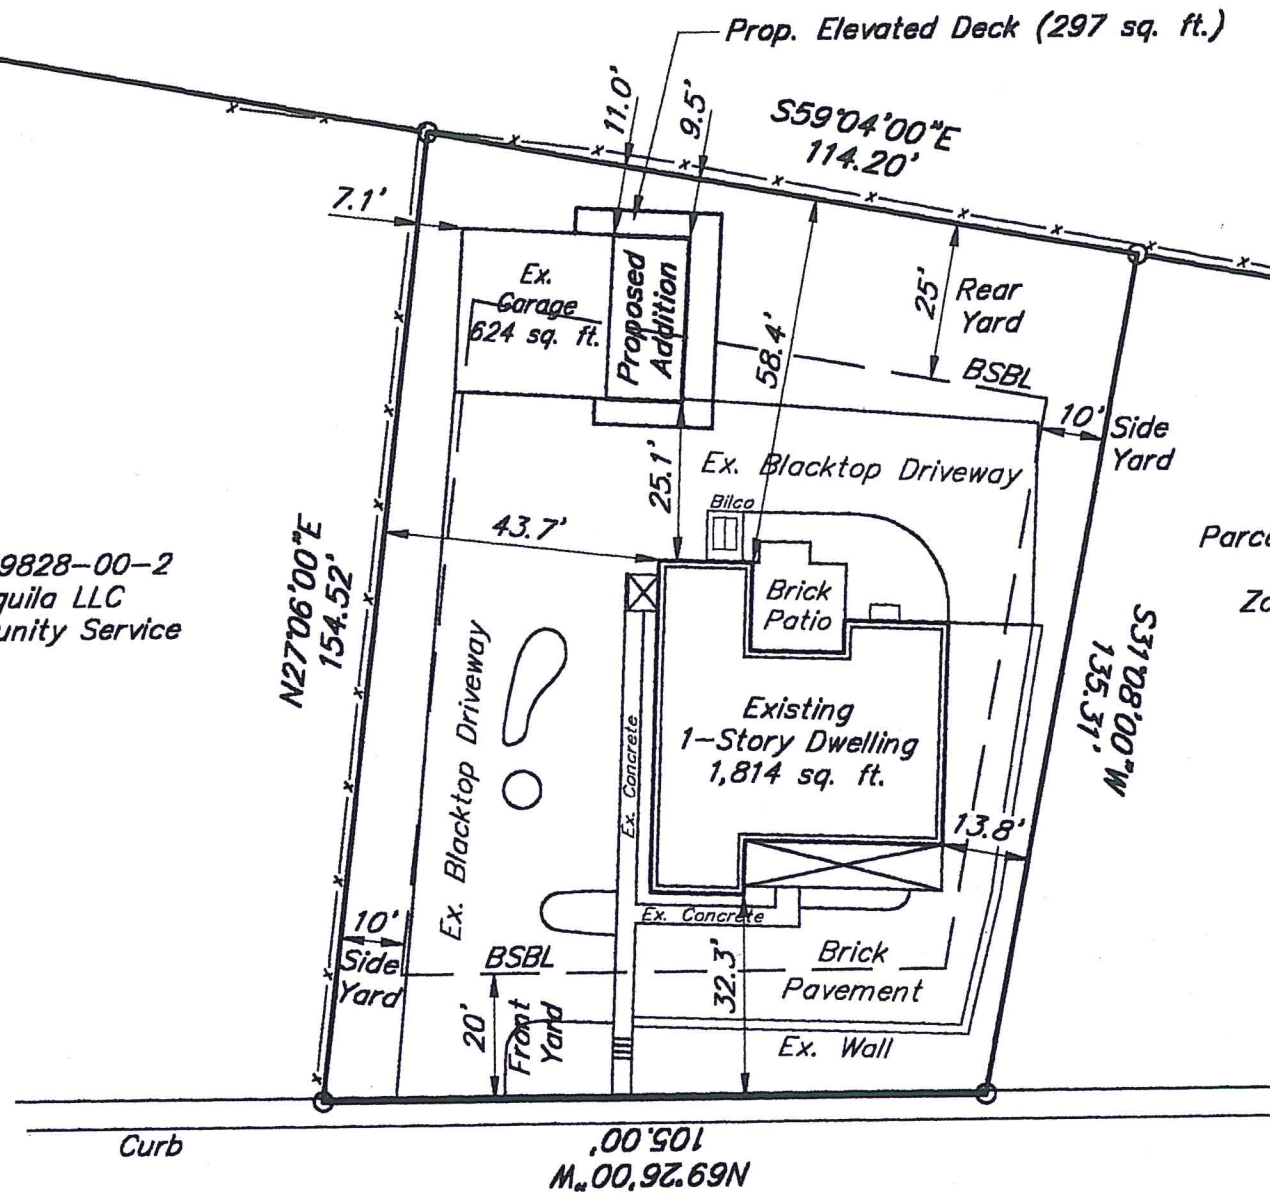 Prop. Elevated Deck (297 sq. ft.)
11.0'
9.5'
S59°04'00"E
114.20'
7.1'
Ex.
Garage
624 sq. ft.
Proposed
Addition
58.4'
25'
Rear
Yard
BSBL
10'
Side
Yard
25.1'
Ex. Blacktop Driveway
Bilco
43.7'
Brick
Patio
9828-00-2
quila LLC
unity Service
N27°06'00"E
154.52'
Parce
Zo
S31°08'00"W
135.31'
Ex. Blacktop Driveway
Ex. Concrete
Existing
1-Story Dwelling
1,814 sq. ft.
13.8'
Ex. Concrete
10'
Side
Yard
BSBL
20'
Front
Yard
32.3'
Brick
Pavement
Ex. Wall
Curb
N69°26'00"W
105.00'